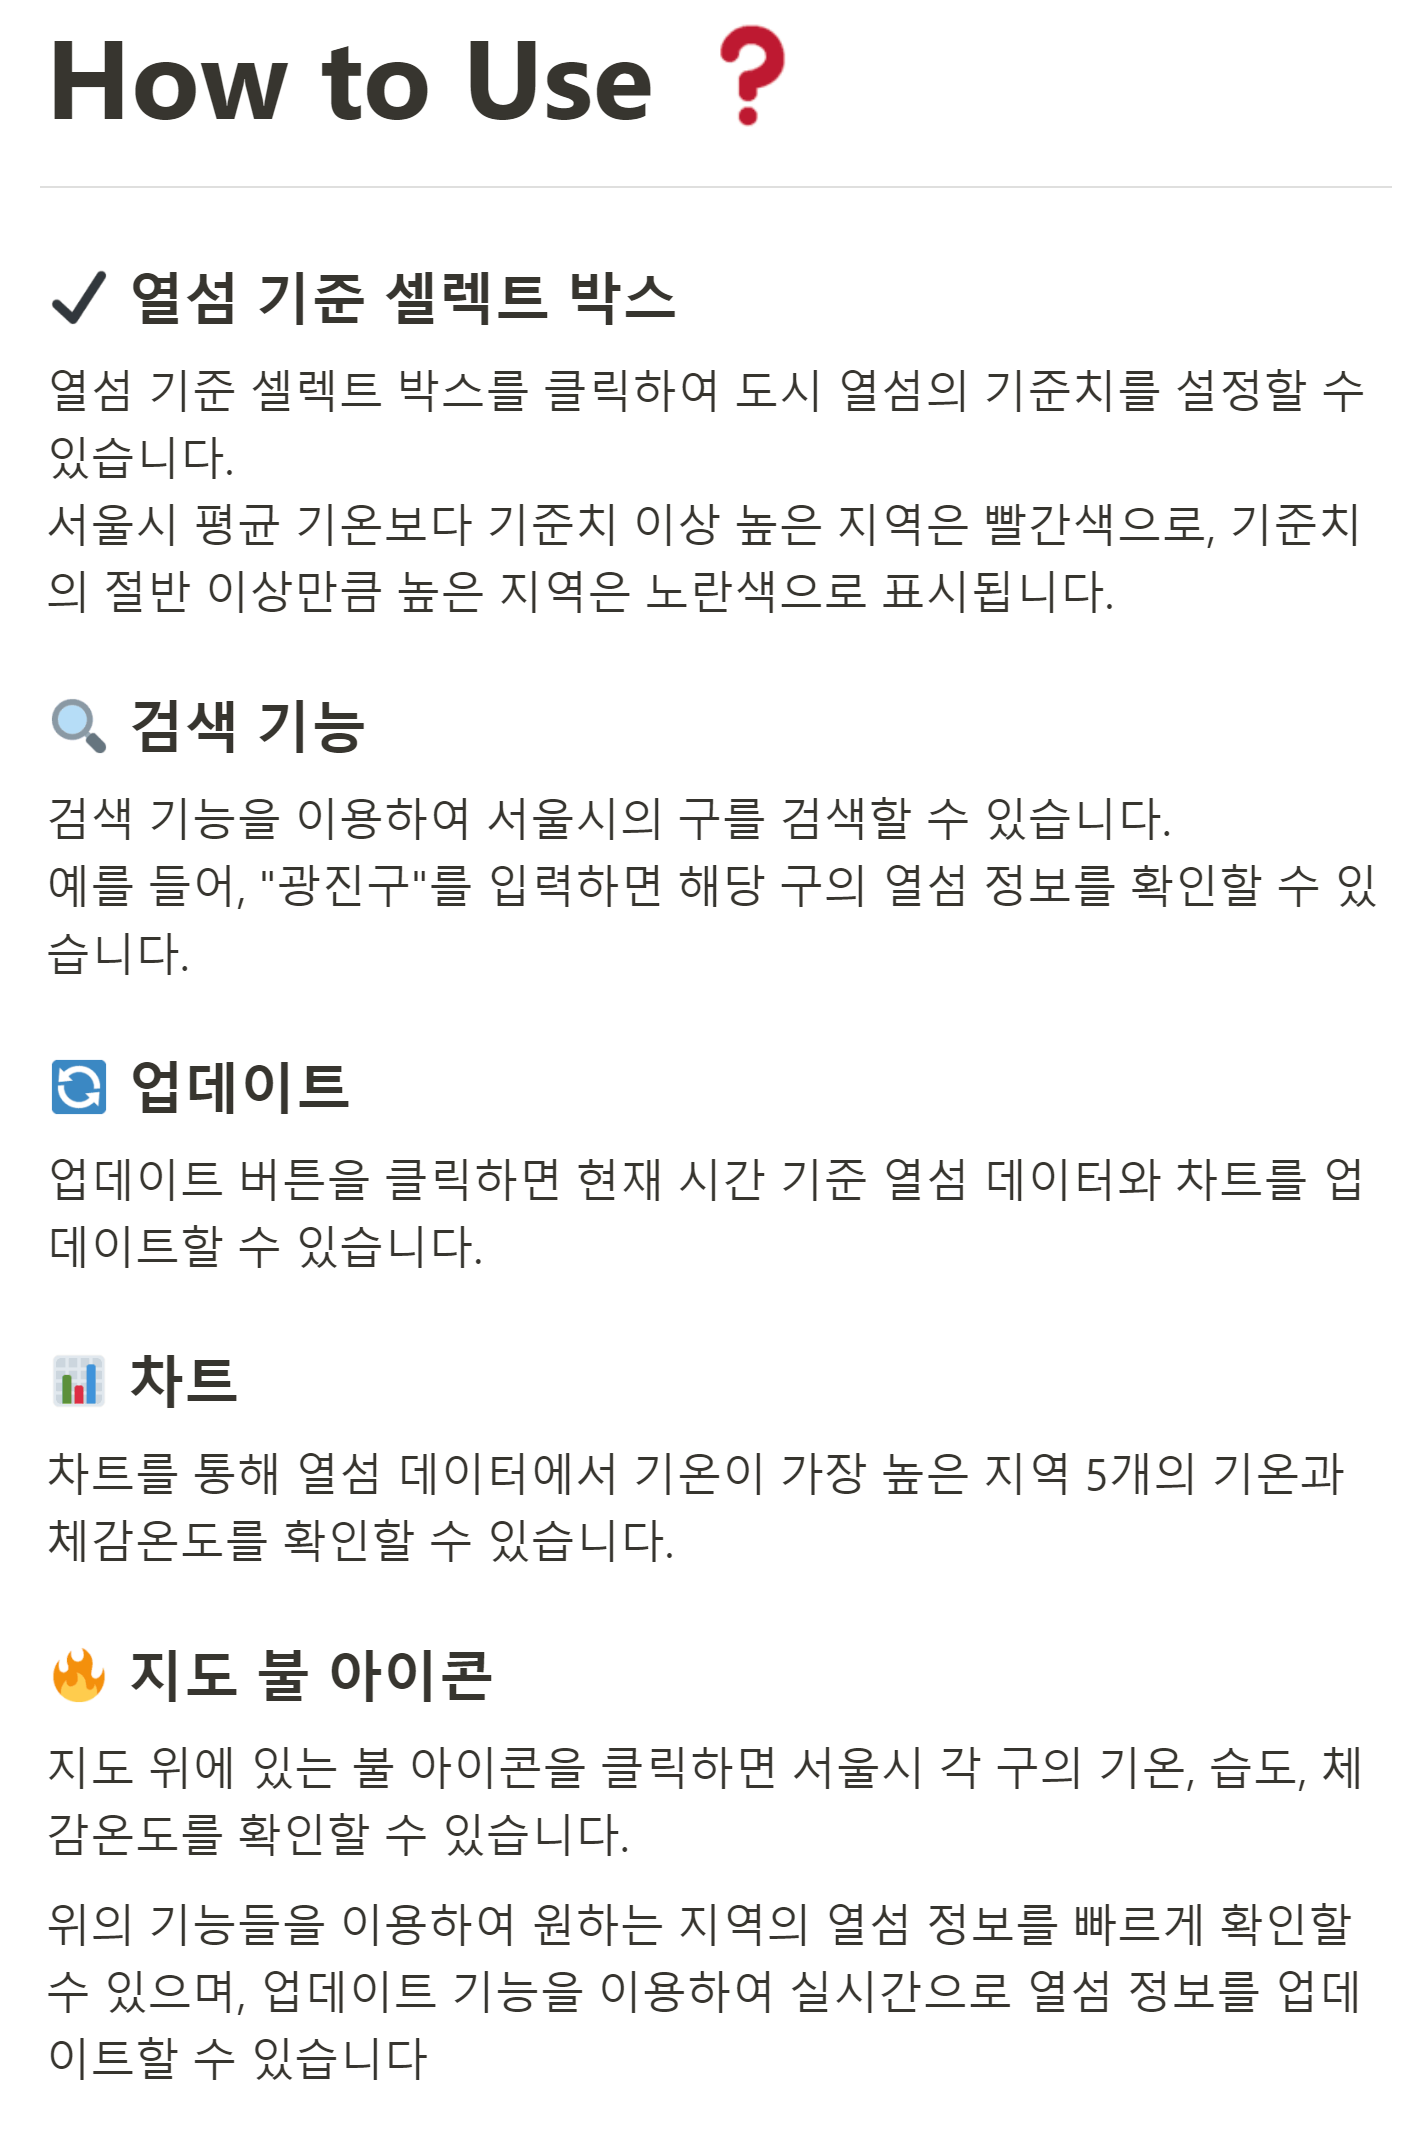 How to Use ❓
✔ 열섬 기준 셀렉트 박스
열섬 기준 셀렉트 박스를 클릭하여 도시 열섬의 기준치를 설정할 수
있습니다.
서울시 평균 기온보다 기준치 이상 높은 지역은 빨간색으로, 기준치
의 절반 이상만큼 높은 지역은 노란색으로 표시됩니다.
🔍 검색 기능
검색 기능을 이용하여 서울시의 구를 검색할 수 있습니다.
예를 들어, "광진구"를 입력하면 해당 구의 열섬 정보를 확인할 수 있
습니다.
🔄 업데이트
업데이트 버튼을 클릭하면 현재 시간 기준 열섬 데이터와 차트를 업
데이트할 수 있습니다.
📊 차트
차트를 통해 열섬 데이터에서 기온이 가장 높은 지역 5개의 기온과
체감온도를 확인할 수 있습니다.
🔥 지도 불 아이콘
지도 위에 있는 불 아이콘을 클릭하면 서울시 각 구의 기온, 습도, 체
감온도를 확인할 수 있습니다.
위의 기능들을 이용하여 원하는 지역의 열섬 정보를 빠르게 확인할
수 있으며, 업데이트 기능을 이용하여 실시간으로 열섬 정보를 업데
이트할 수 있습니다